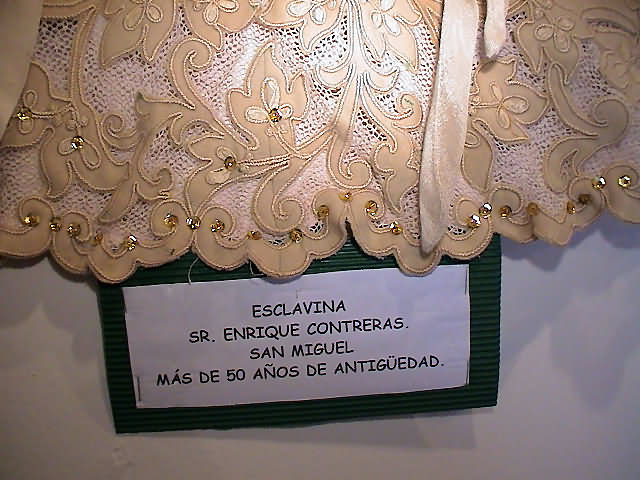 ESCLAVINA
SR. ENRIQUE CONTRERAS.
SAN MIGUEL
MÁS DE 50 AÑOS DE ANTIGÜEDAD.